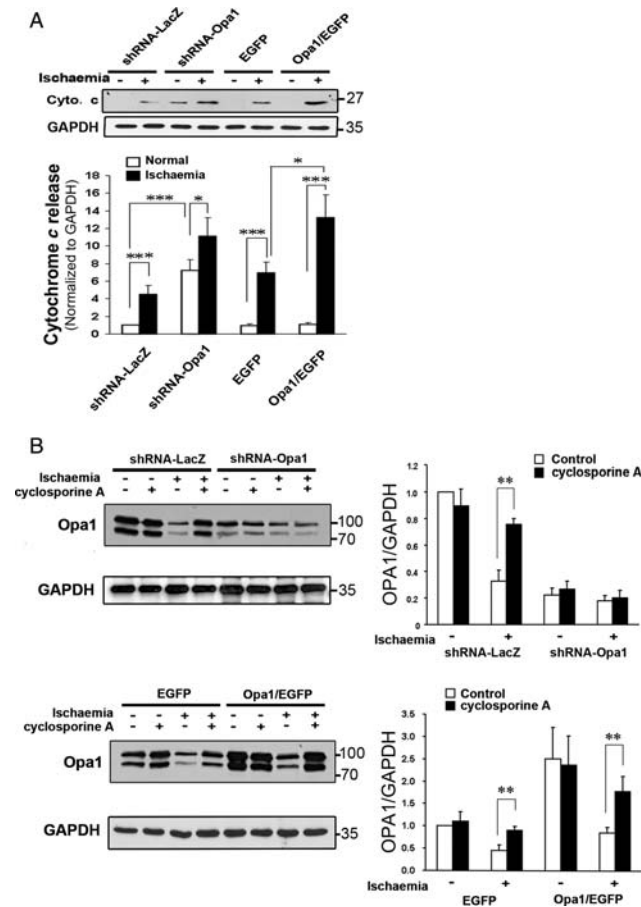 A
shRNA-LacZ shRNA-Opa1 EGFP Opa1/EGFP
Ischaemia - + - + - + - +
Cyto. c 27
GAPDH 35
Normal
Ischaemia
Cytochrome c release
(Normalized to GAPDH)
18
16
14
12
10
8
6
4
2
0
*** *** * *** * ***
shRNA-LacZ shRNA-Opa1 EGFP Opa1/EGFP
B
shRNA-LacZ shRNA-Opa1
Ischaemia - - + + - - + +
cyclosporine A - + - + - + - +
Opa1 100
70
GAPDH 35
Control
cyclosporine A
OPA1/GAPDH
1.2
1.0
0.8
0.6
0.4
0.2
0
**
Ischaemia - + - +
shRNA-LacZ shRNA-Opa1
EGFP Opa1/EGFP
Ischaemia - - + + - - + +
cyclosporine A - + - + - + - +
Opa1 100
70
GAPDH 35
Control
cyclosporine A
OPA1/GAPDH
3.5
3.0
2.5
2.0
1.5
1.0
0.5
0.0
** **
Ischaemia - + - +
EGFP Opa1/EGFP